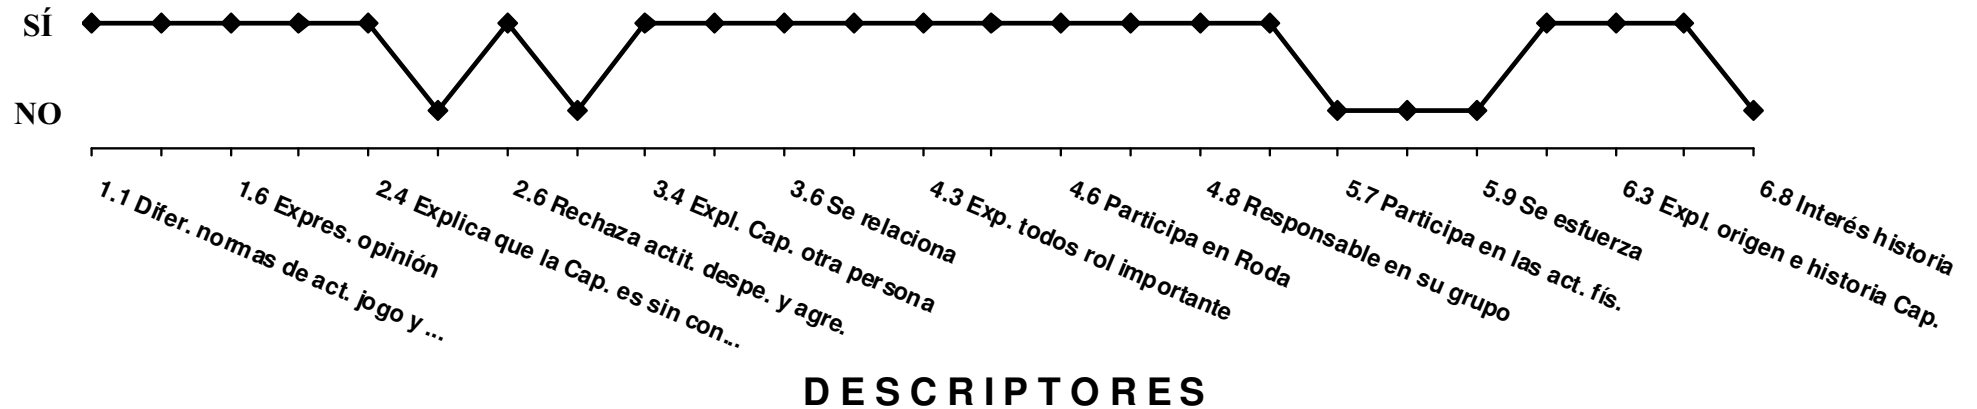 SÍ
NO
1.1 Difer. normas de act. jogo y ...
1.6 Expres. opinión
2.4 Explica que la Cap. es sin con...
2.6 Rechaza actit. despe. y agre.
3.4 Expl. Cap. otra persona
3.6 Se relaciona
4.3 Exp. todos rol importante
4.6 Participa en Roda
4.8 Responsable en su grupo
5.7 Participa en las act. fís.
5.9 Se esfuerza
6.3 Expl. origen e historia Cap.
6.8 Interés historia
DESCRIPTORES